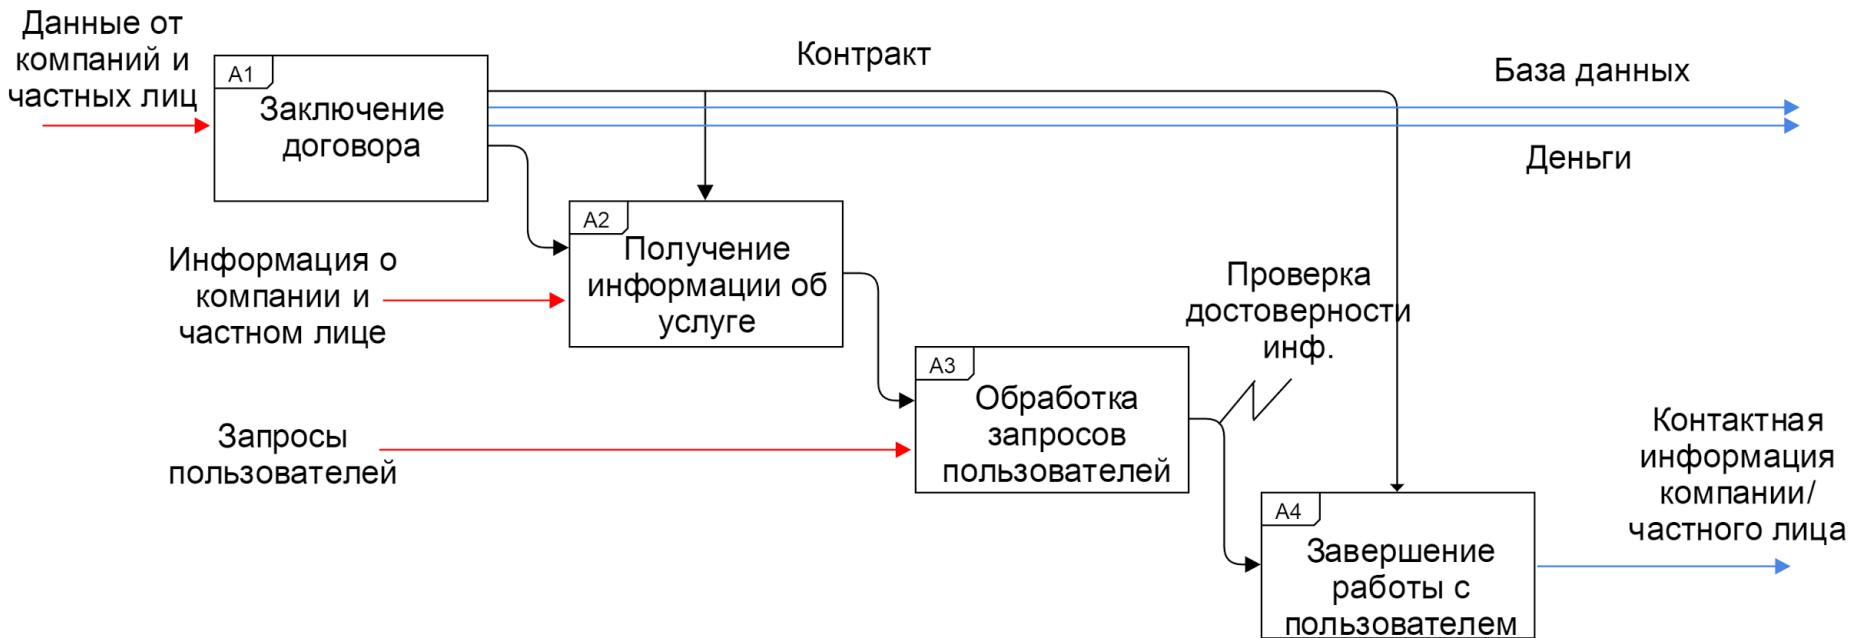 Данные от
компаний и
частных лиц
A1
Заключение
договора
Контракт
База данных
Деньги
Информация о
компании и
частном лице
A2
Получение
информации об
услуге
Проверка
достоверности
инф.
Запросы
пользователей
A3
Обработка
запросов
пользователей
A4
Завершение
работы с
пользователем
Контактная
информация
компании/
частного лица